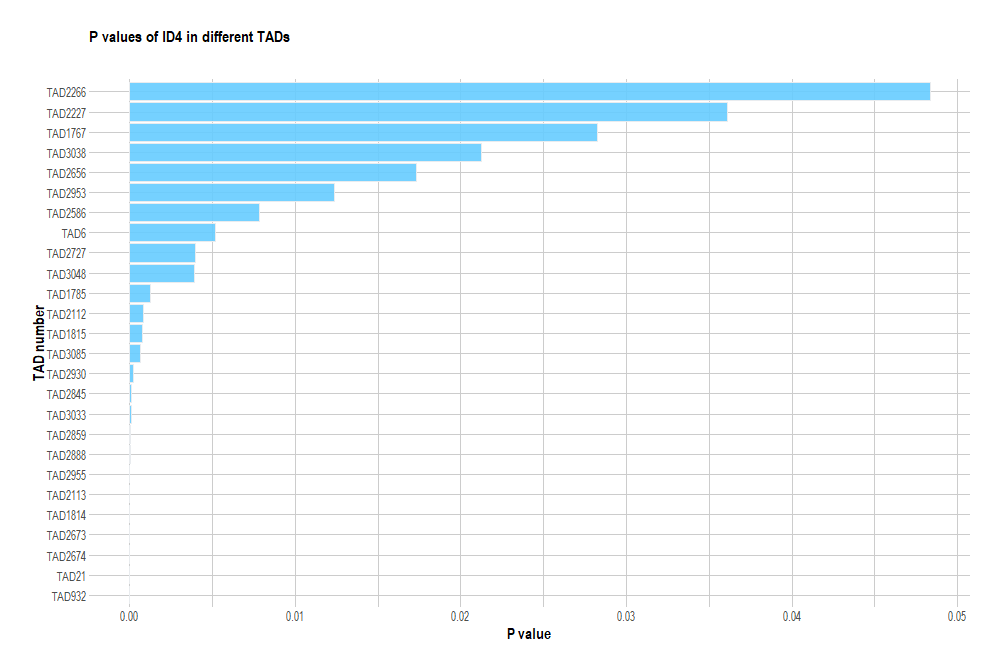 P values of ID4 in different TADs
TAD2266
TAD2227
TAD1767
TAD3038
TAD2656
TAD2953
TAD2586
TAD6
TAD2727
TAD3048
TAD1785
TAD2112
TAD1815
TAD3085
TAD2930
TAD2845
TAD3033
TAD2859
TAD2888
TAD2955
TAD2113
TAD1814
TAD2673
TAD2674
TAD21
TAD932
TAD number
0.00 0.01 0.02 0.03 0.04 0.05
P value